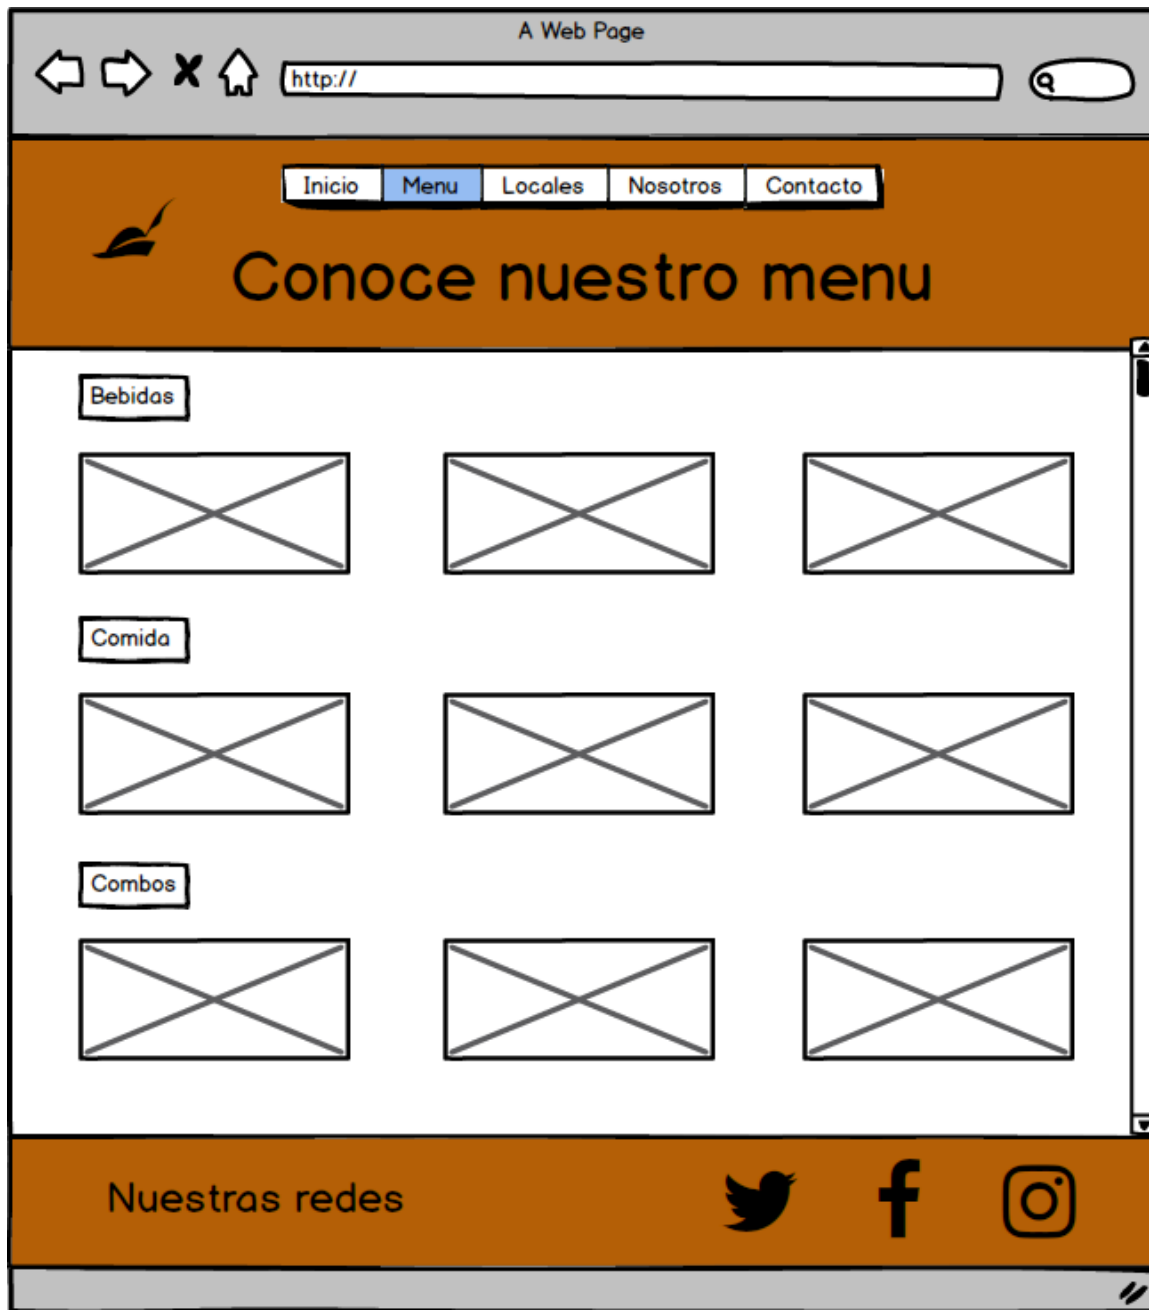 A Web Page
http://
Inicio Menu Locales Nosotros Contacto
Conoce nuestro menu
Bebidas
Comida
Combos
Nuestras redes